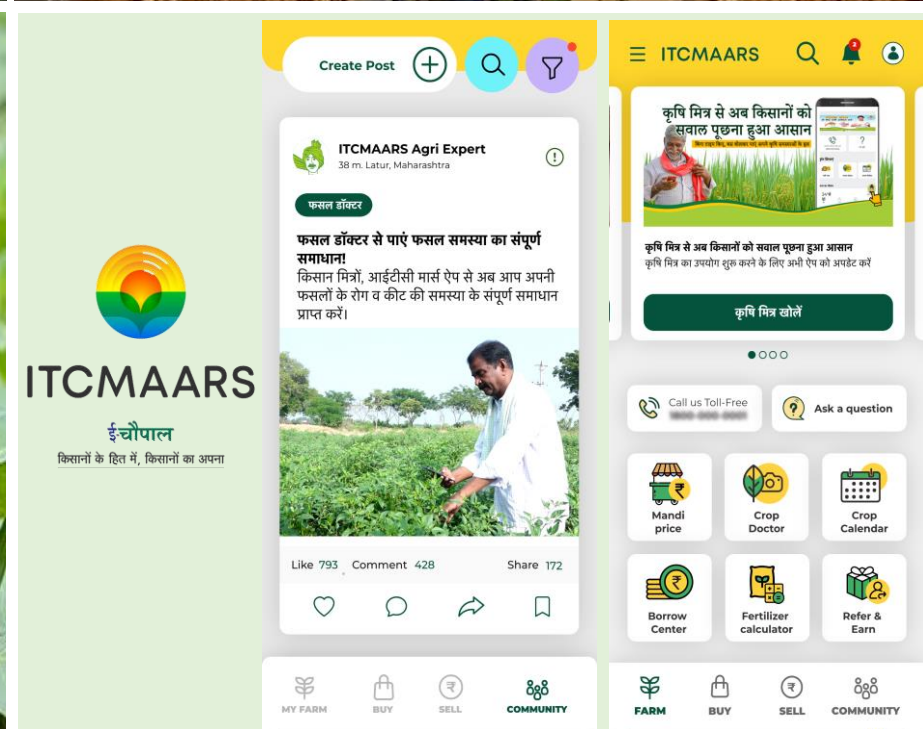 ITCMAARS
ई-चौपाल
किसानों के हित में, किसानों का अपना
Create Post
ITCMAARS Agri Expert
38 m. Latur, Maharashtra
फसल डॉक्टर
फसल डॉक्टर से पाएं फसल समस्या का संपूर्ण
समाधान!
किसान मित्रों, आईटीसी मार्स ऐप से अब आप अपनी
फसलों के रोग व कीट की समस्या के संपूर्ण समाधान
प्राप्त करें।
Like 793 Comment 428 Share 172
MY FARM BUY SELL COMMUNITY
ITCMAARS
कृषि मित्र से अब किसानों को
सवाल पूछना हुआ आसान
कृषि मित्र से अब किसानों को सवाल पूछना हुआ आसान
कृषि मित्र का उपयोग शुरू करने के लिए अभी ऐप को अपडेट करें
कृषि मित्र खोलें
Call us Toll-Free
Ask a question
Mandi
price
Crop
Doctor
Crop
Calendar
Borrow
Center
Fertilizer
calculator
Refer &
Earn
FARM BUY SELL COMMUNITY